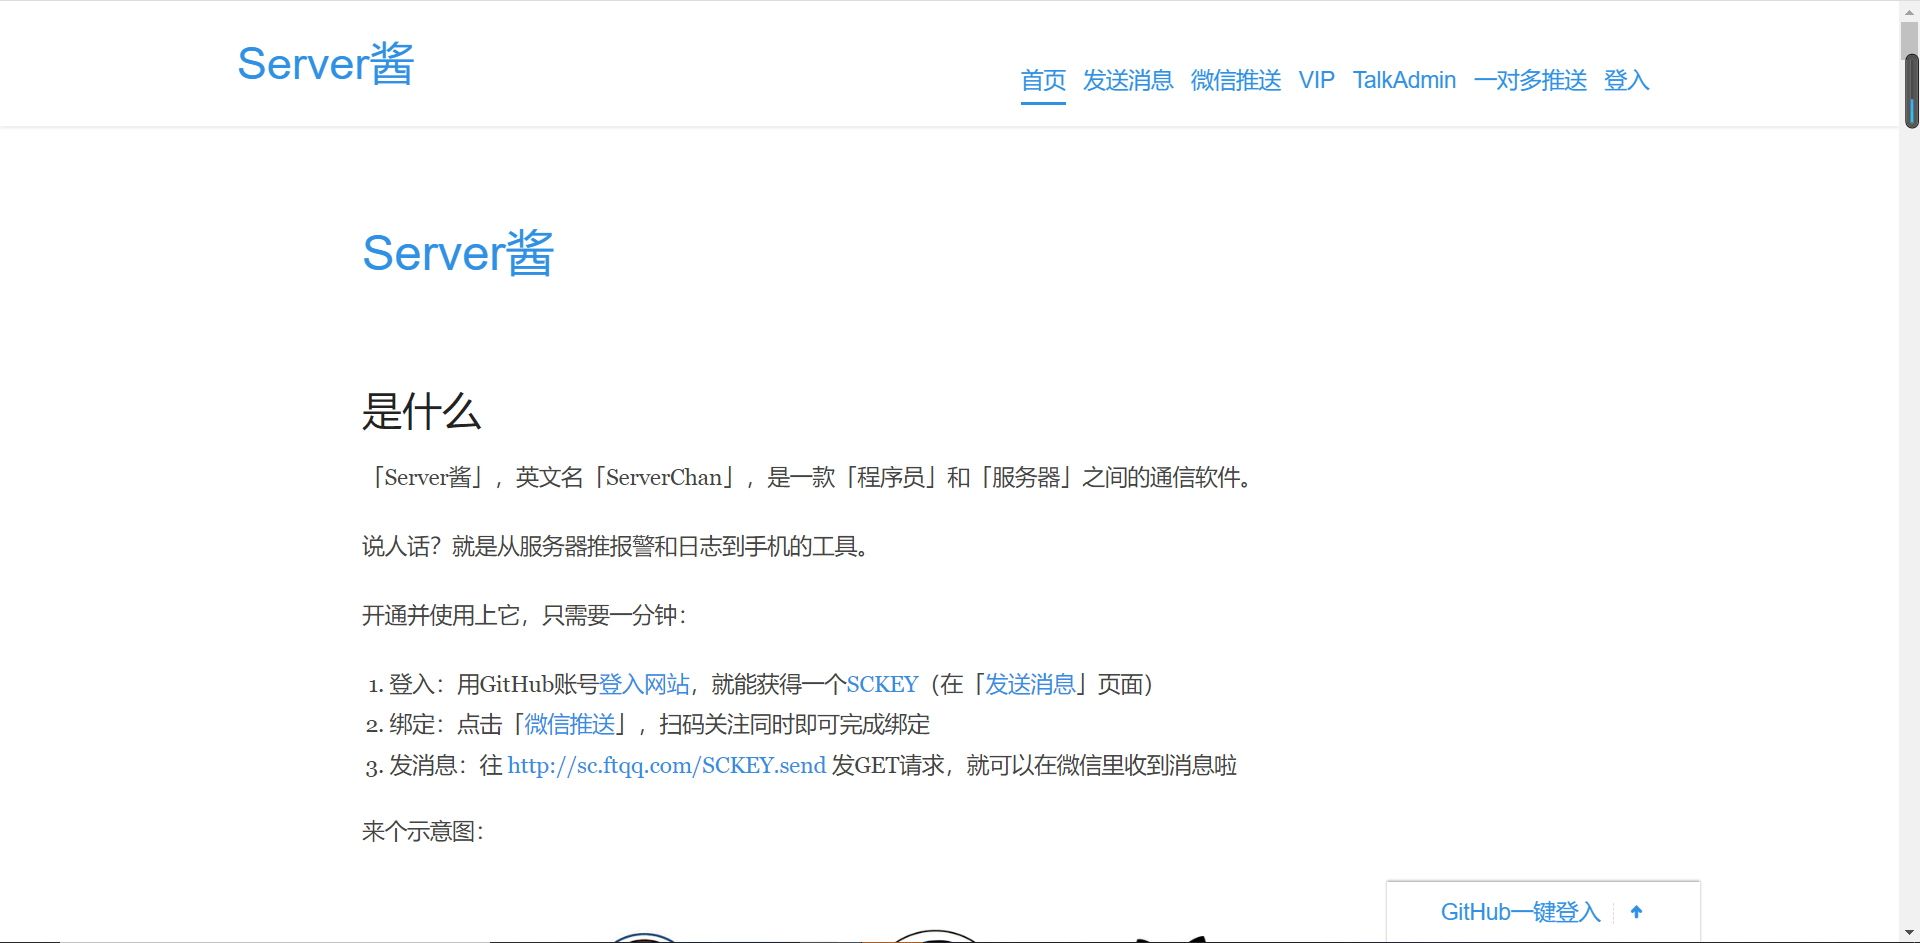 Server酱
首页 发送消息 微信推送 VIP TalkAdmin 一对多推送 登入
Server酱
是什么
「Server酱」，英文名「ServerChan」，是一款「程序员」和「服务器」之间的通信软件。
说人话？就是从服务器推报警和日志到手机的工具。
开通并使用上它，只需要一分钟：
1. 登入：用GitHub账号登入网站，就能获得一个SCKEY（在「发送消息」页面）
2. 绑定：点击「微信推送」，扫码关注同时即可完成绑定
3. 发消息：往 http://sc.ftqq.com/SCKEY.send 发GET请求，就可以在微信里收到消息啦
来个示意图：
GitHub一键登入